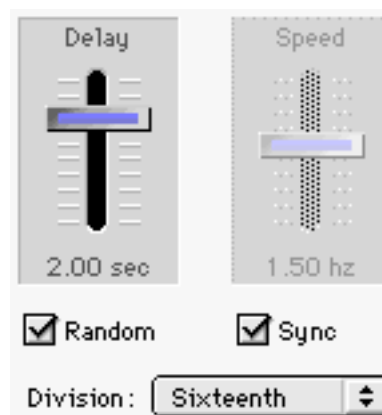 Delay Speed
2.00 sec 1.50 hz
Random Sync
Division: Sixteenth